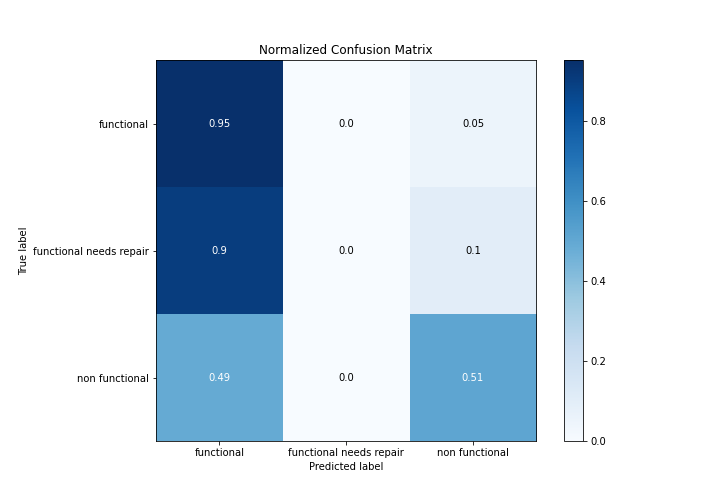 Normalized Confusion Matrix
functional 0.95 0.0 0.05
functional needs repair 0.9 0.0 0.1
non functional 0.49 0.0 0.51
functional functional needs repair non functional
Predicted label
True label
0.8
0.6
0.4
0.2
0.0